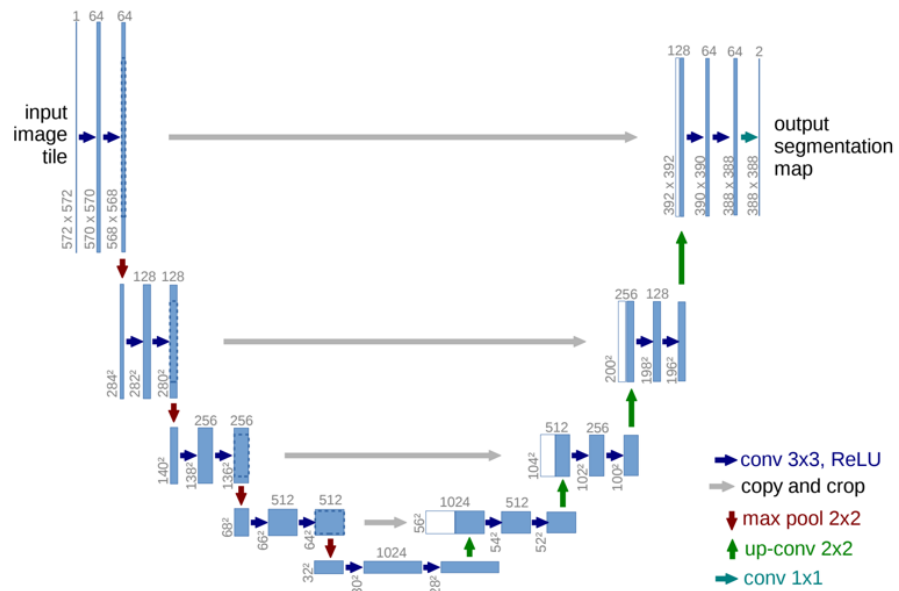 1 64 64
input
image
tile
572 x 572
570 x 570
568 x 568
128 64 64 2
output
segmentation
map
392 x 392
390 x 390
388 x 388
388 x 388
128 128
284²
282²
280²
256 128
200²
198²
196²
256 256
140²
138²
136²
512 256
104²
102²
100²
512 512
68²
66²
64²
1024 512
56²
54²
52²
1024
32²
30²
28²
conv 3x3, ReLU
copy and crop
max pool 2x2
up-conv 2x2
conv 1x1